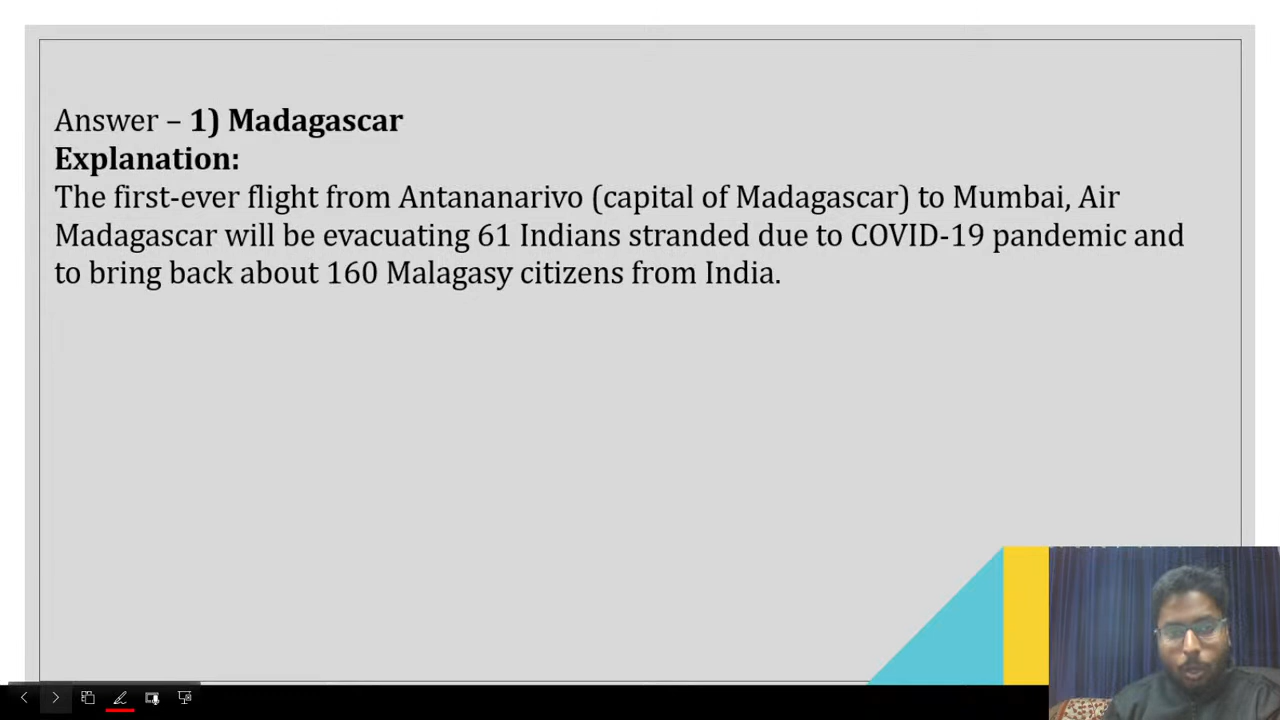 Answer – 1) Madagascar
Explanation:
The first-ever flight from Antananarivo (capital of Madagascar) to Mumbai, Air
Madagascar will be evacuating 61 Indians stranded due to COVID-19 pandemic and
to bring back about 160 Malagasy citizens from India.